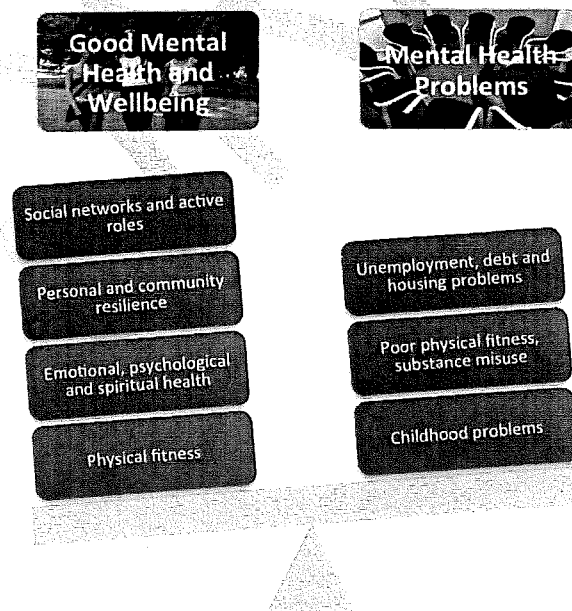 Good Mental
Health and
Wellbeing
Mental Health
Problems
Social networks and active
roles
Personal and community
resilience
Emotional, psychological
and spiritual health
Physical fitness
Unemployment, debt and
housing problems
Poor physical fitness,
substance misuse
Childhood problems